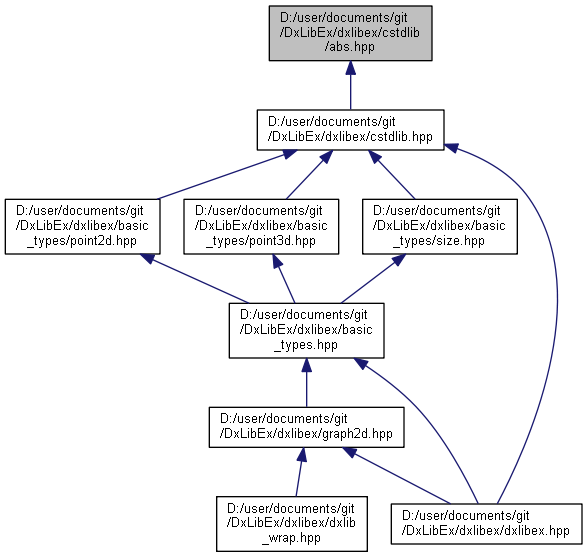 D:/user/documents/git
/DxLibEx/dxlibex/cstdlib
/abs.hpp
D:/user/documents/git
/DxLibEx/dxlibex/cstdlib.hpp
D:/user/documents/git
/DxLibEx/dxlibex/basic
_types/point2d.hpp
D:/user/documents/git
/DxLibEx/dxlibex/basic
_types/point3d.hpp
D:/user/documents/git
/DxLibEx/dxlibex/basic
_types/size.hpp
D:/user/documents/git
/DxLibEx/dxlibex/basic
_types.hpp
D:/user/documents/git
/DxLibEx/dxlibex/graph2d.hpp
D:/user/documents/git
/DxLibEx/dxlibex/dxlib
_wrap.hpp
D:/user/documents/git
/DxLibEx/dxlibex/dxlibex.hpp